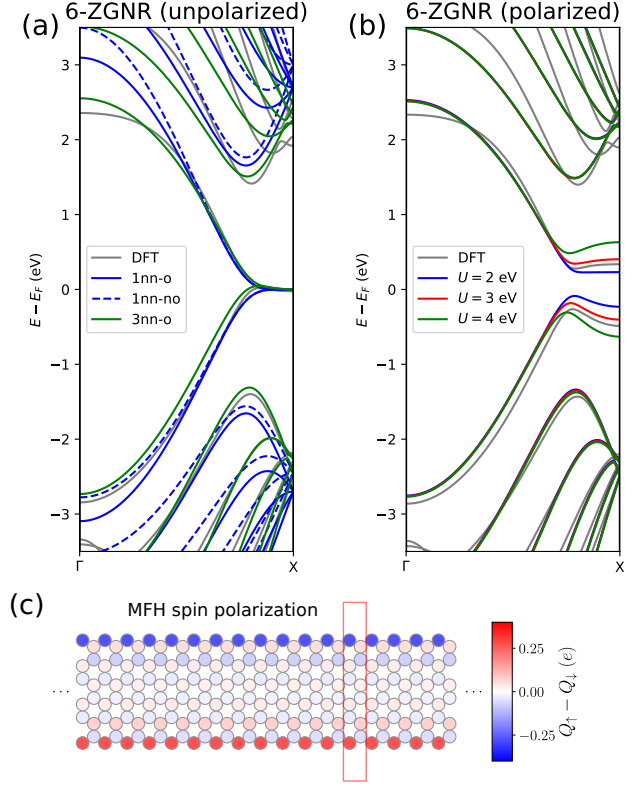 (a)
6-ZGNR (unpolarized)
(b)
6-ZGNR (polarized)
3
2
1
0
−1
−2
−3
E − E_F (eV)
DFT
1nn-o
1nn-no
3nn-o
Γ
X
3
2
1
0
−1
−2
−3
E − E_F (eV)
DFT
U = 2 eV
U = 3 eV
U = 4 eV
Γ
X
(c)
MFH spin polarization
...
...
0.25
0.00
−0.25
Q↑ − Q↓ (e)